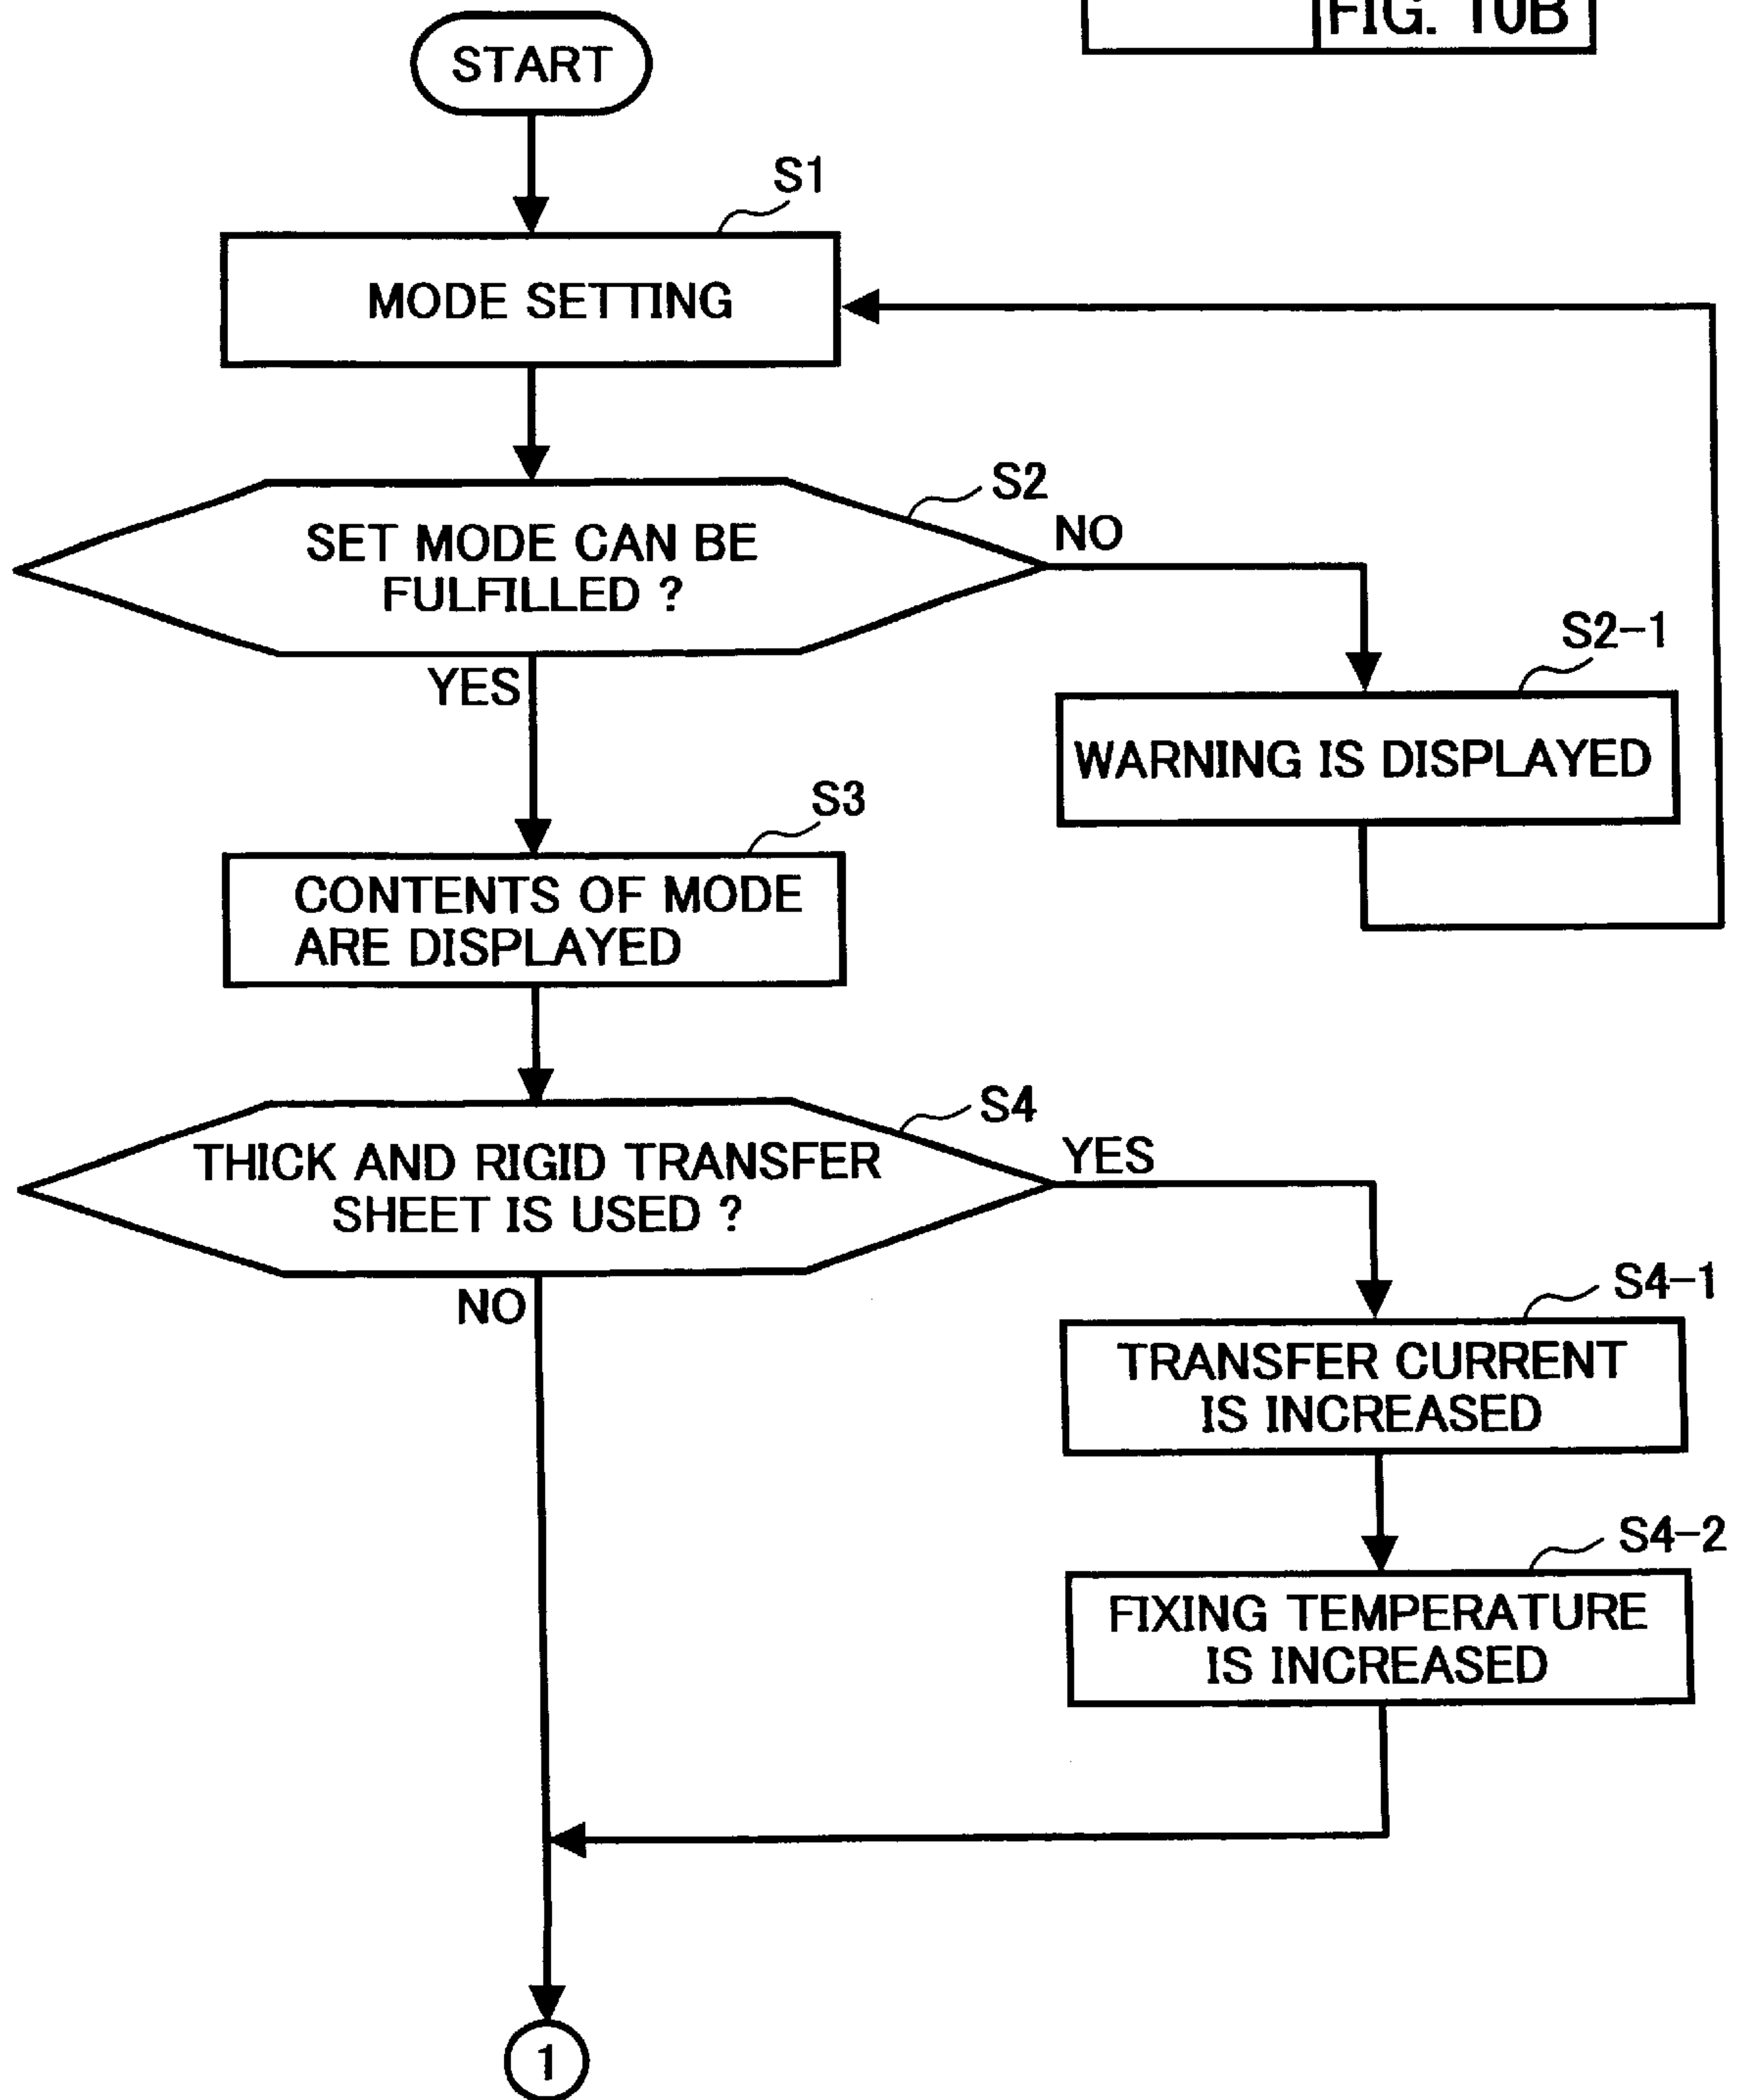 FIG. 10B
START
S1
MODE SETTING
S2
SET MODE CAN BE
FULFILLED ?
NO
YES
S2-1
WARNING IS DISPLAYED
S3
CONTENTS OF MODE
ARE DISPLAYED
S4
THICK AND RIGID TRANSFER
SHEET IS USED ?
YES
NO
S4-1
TRANSFER CURRENT
IS INCREASED
S4-2
FIXING TEMPERATURE
IS INCREASED
1